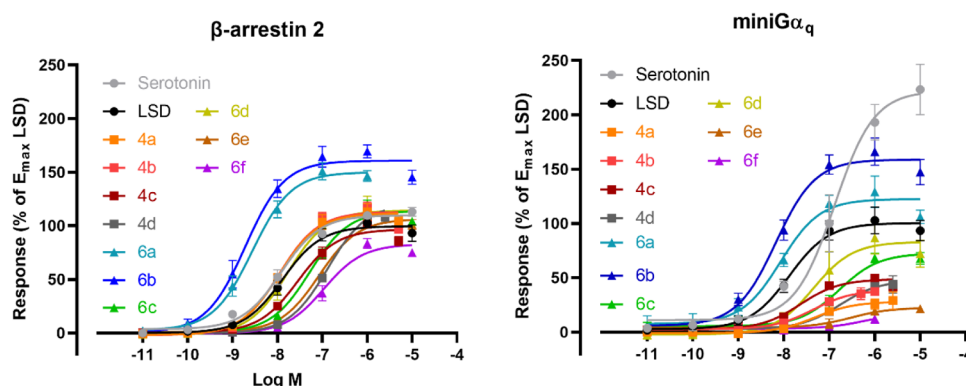 β-arrestin 2
Response (% of Emax LSD)
250
200
150
100
50
0
Serotonin
LSD
4a
4b
4c
4d
6a
6b
6c
6d
6e
6f
-11 -10 -9 -8 -7 -6 -5 -4
Log M
miniGαq
Response (% of Emax LSD)
250
200
150
100
50
0
Serotonin
LSD
4a
4b
4c
4d
6a
6b
6c
6d
6e
6f
-11 -10 -9 -8 -7 -6 -5 -4